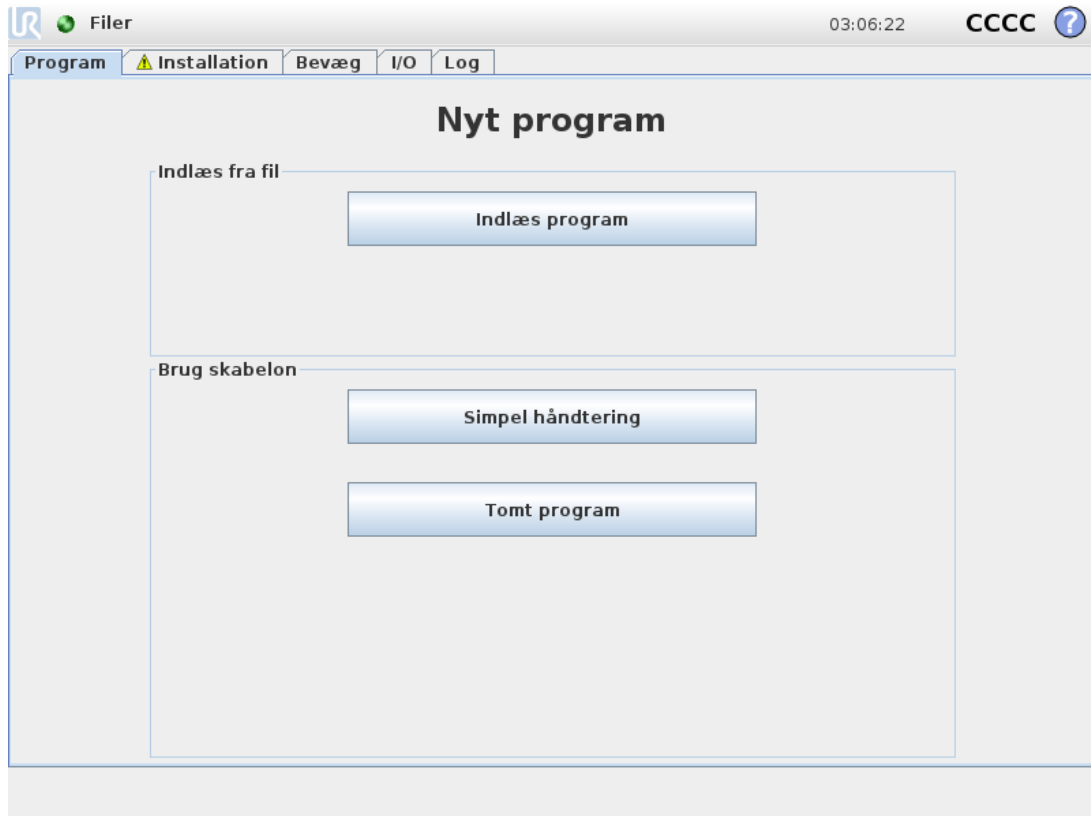 UR Filer 03:06:22 CCCC ?
Program Installation Bevæg I/O Log
Nyt program
Indlæs fra fil
Indlæs program
Brug skabelon
Simpel håndtering
Tomt program